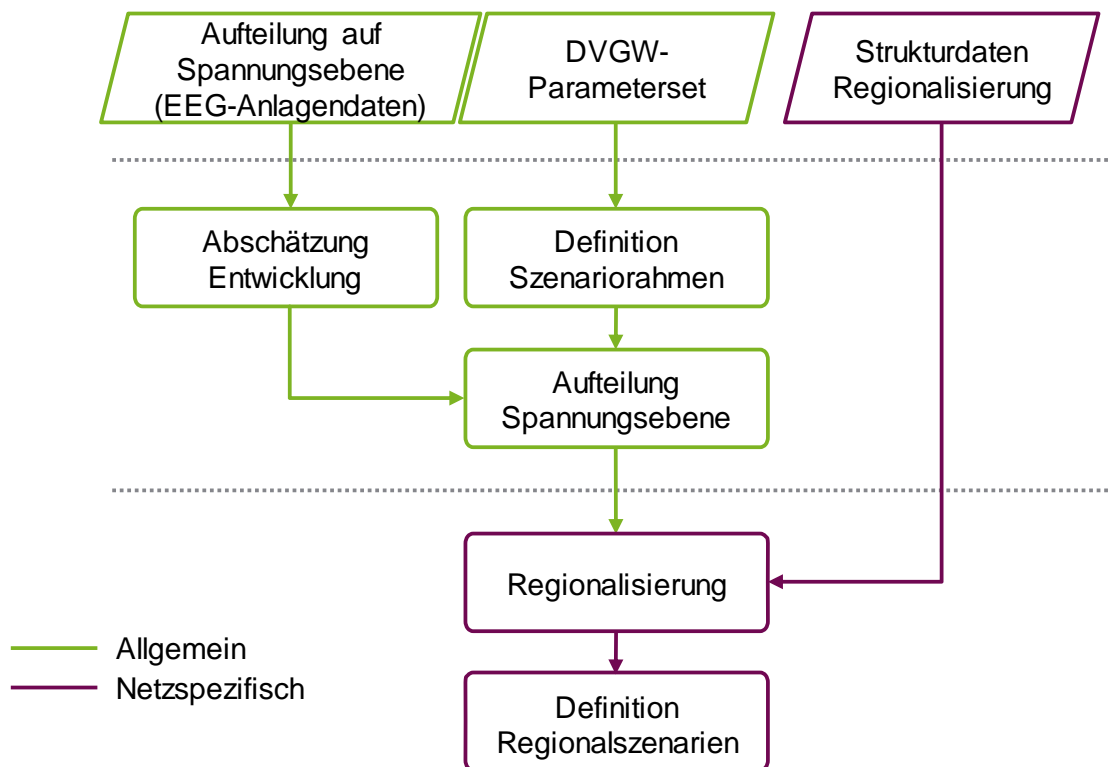 Aufteilung auf
Spannungsebene
(EEG-Anlagendaten)
DVGW-
Parameterset
Strukturdaten
Regionalisierung
Abschätzung
Entwicklung
Definition
Szenariorahmen
Aufteilung
Spannungsebene
Regionalisierung
Allgemein
Netzspezifisch
Definition
Regionalszenarien